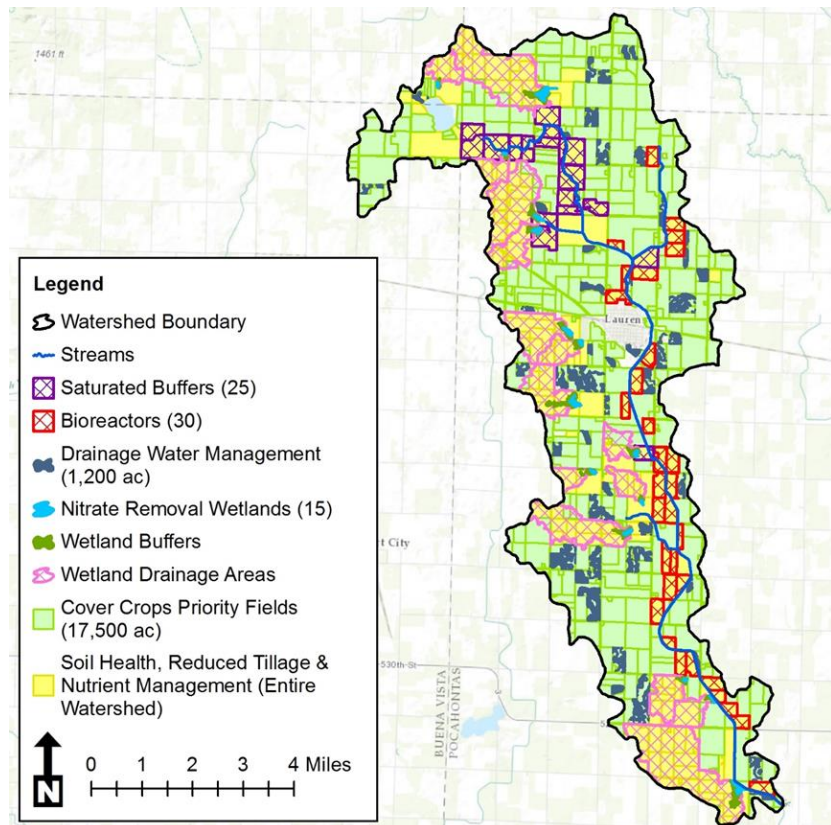 1461 ft
Lauren
t City
530th St
5
BUENA VISTA
POCAHONTAS
Legend
Watershed Boundary
Streams
Saturated Buffers (25)
Bioreactors (30)
Drainage Water Management
(1,200 ac)
Nitrate Removal Wetlands (15)
Wetland Buffers
Wetland Drainage Areas
Cover Crops Priority Fields
(17,500 ac)
Soil Health, Reduced Tillage &
Nutrient Management (Entire
Watershed)
N
0 1 2 3 4 Miles